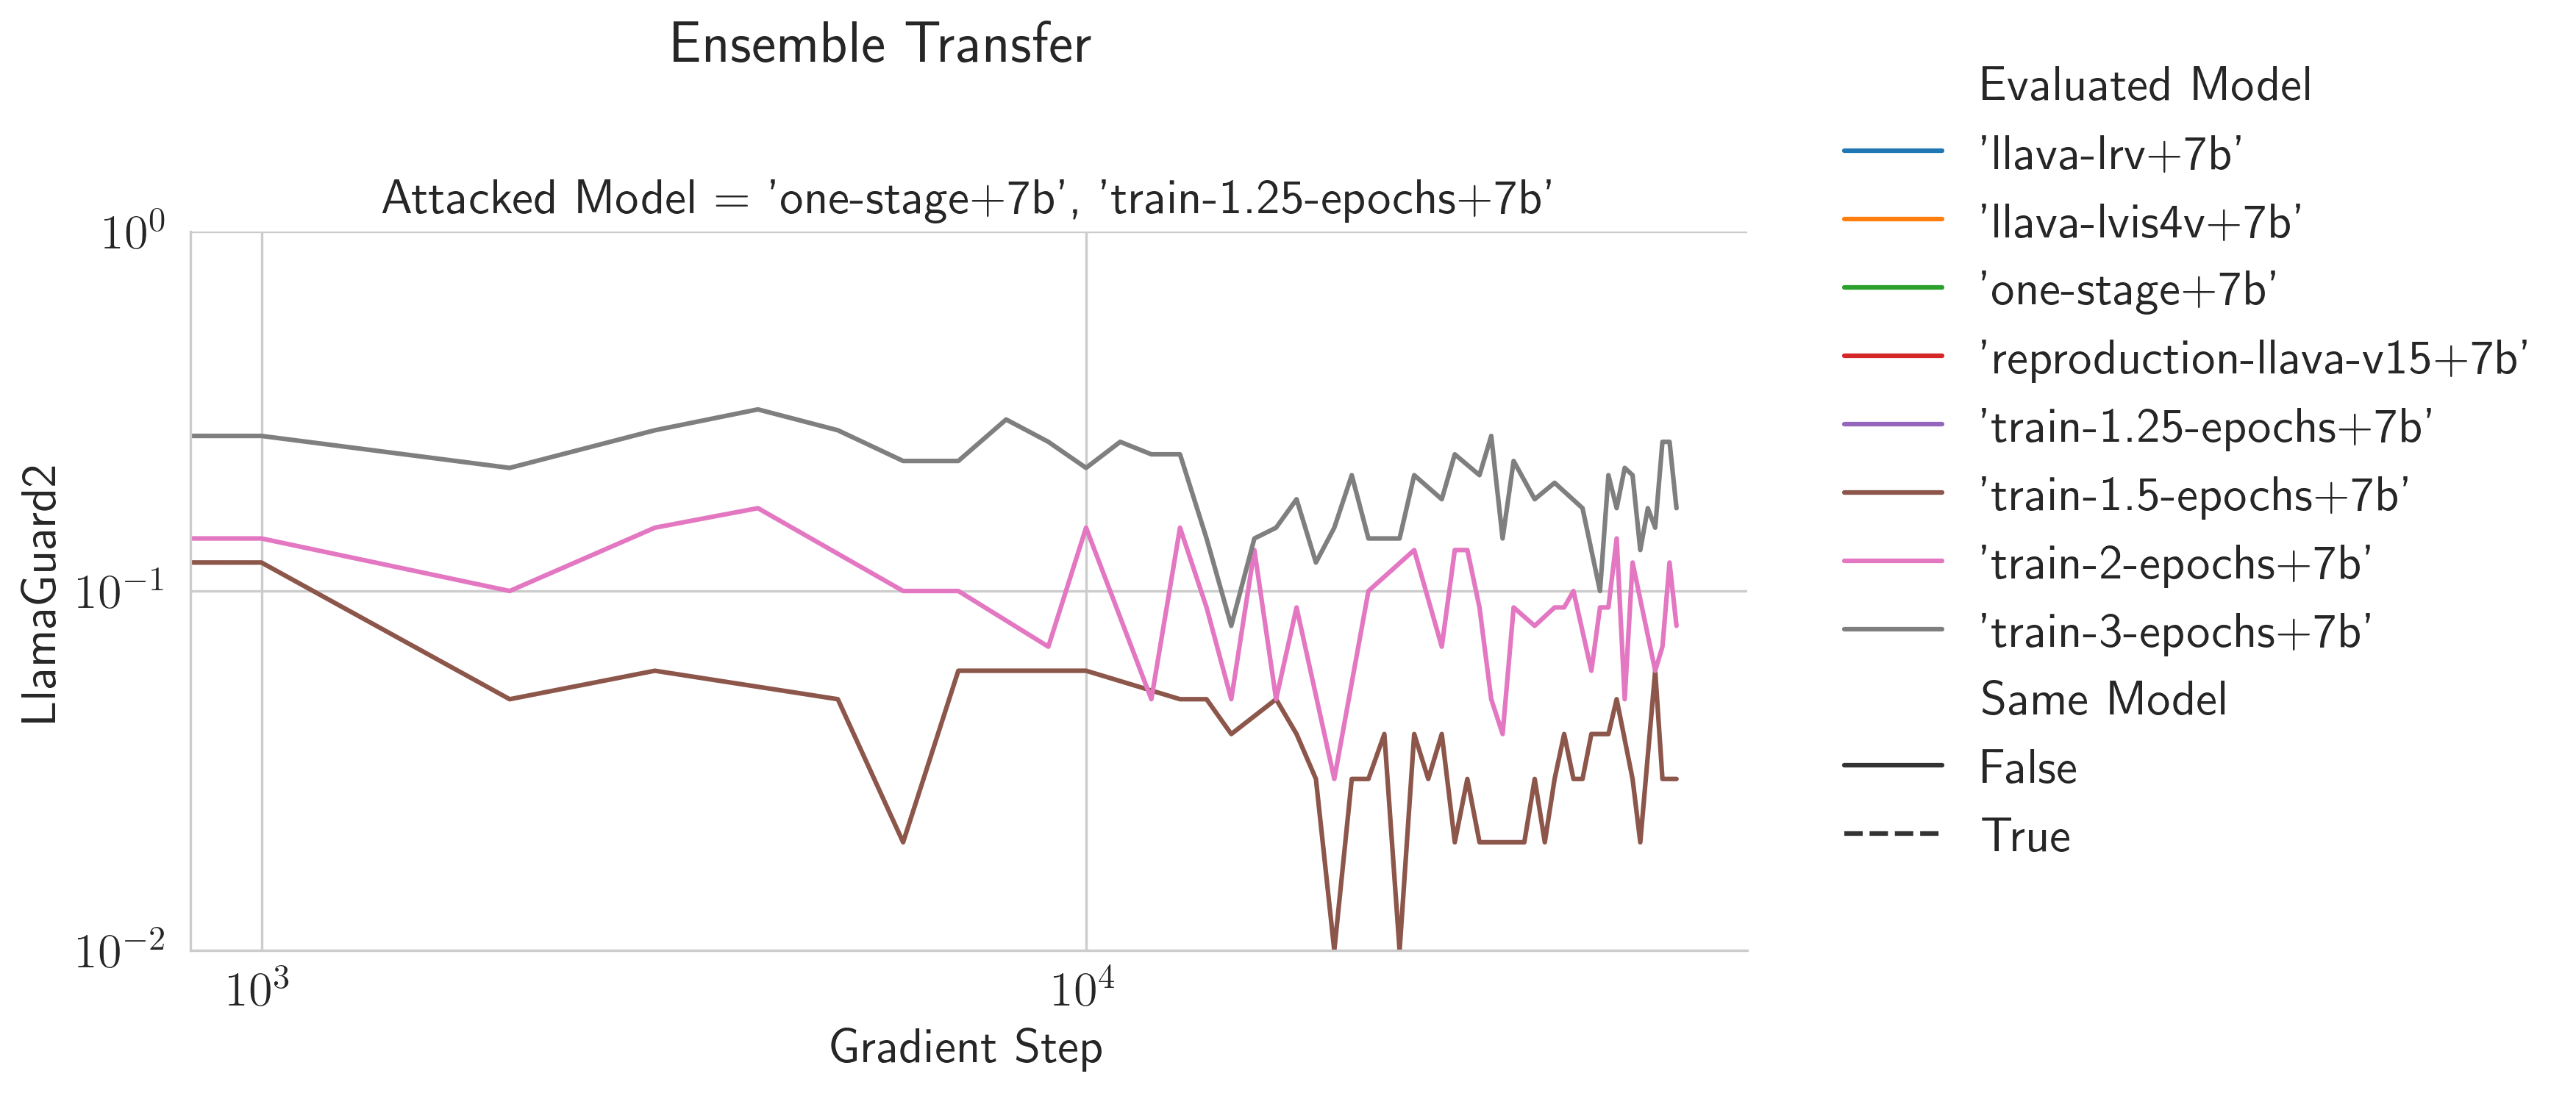 Ensemble Transfer
Attacked Model = 'one-stage+7b', 'train-1.25-epochs+7b'
10^0
10^{-1}
10^{-2}
LlamaGuard2
10^3
10^4
Gradient Step
Evaluated Model
'llava-lrv+7b'
'llava-lvis4v+7b'
'one-stage+7b'
'reproduction-llava-v15+7b'
'train-1.25-epochs+7b'
'train-1.5-epochs+7b'
'train-2-epochs+7b'
'train-3-epochs+7b'
Same Model
False
True